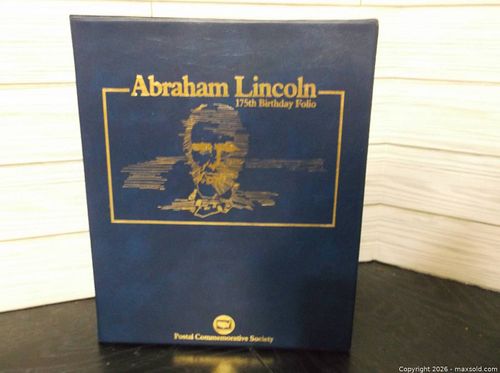 Abraham Lincoln
175th Birthday Folio
Postal Commemorative Society
Copyright 2026 - maxsold.com